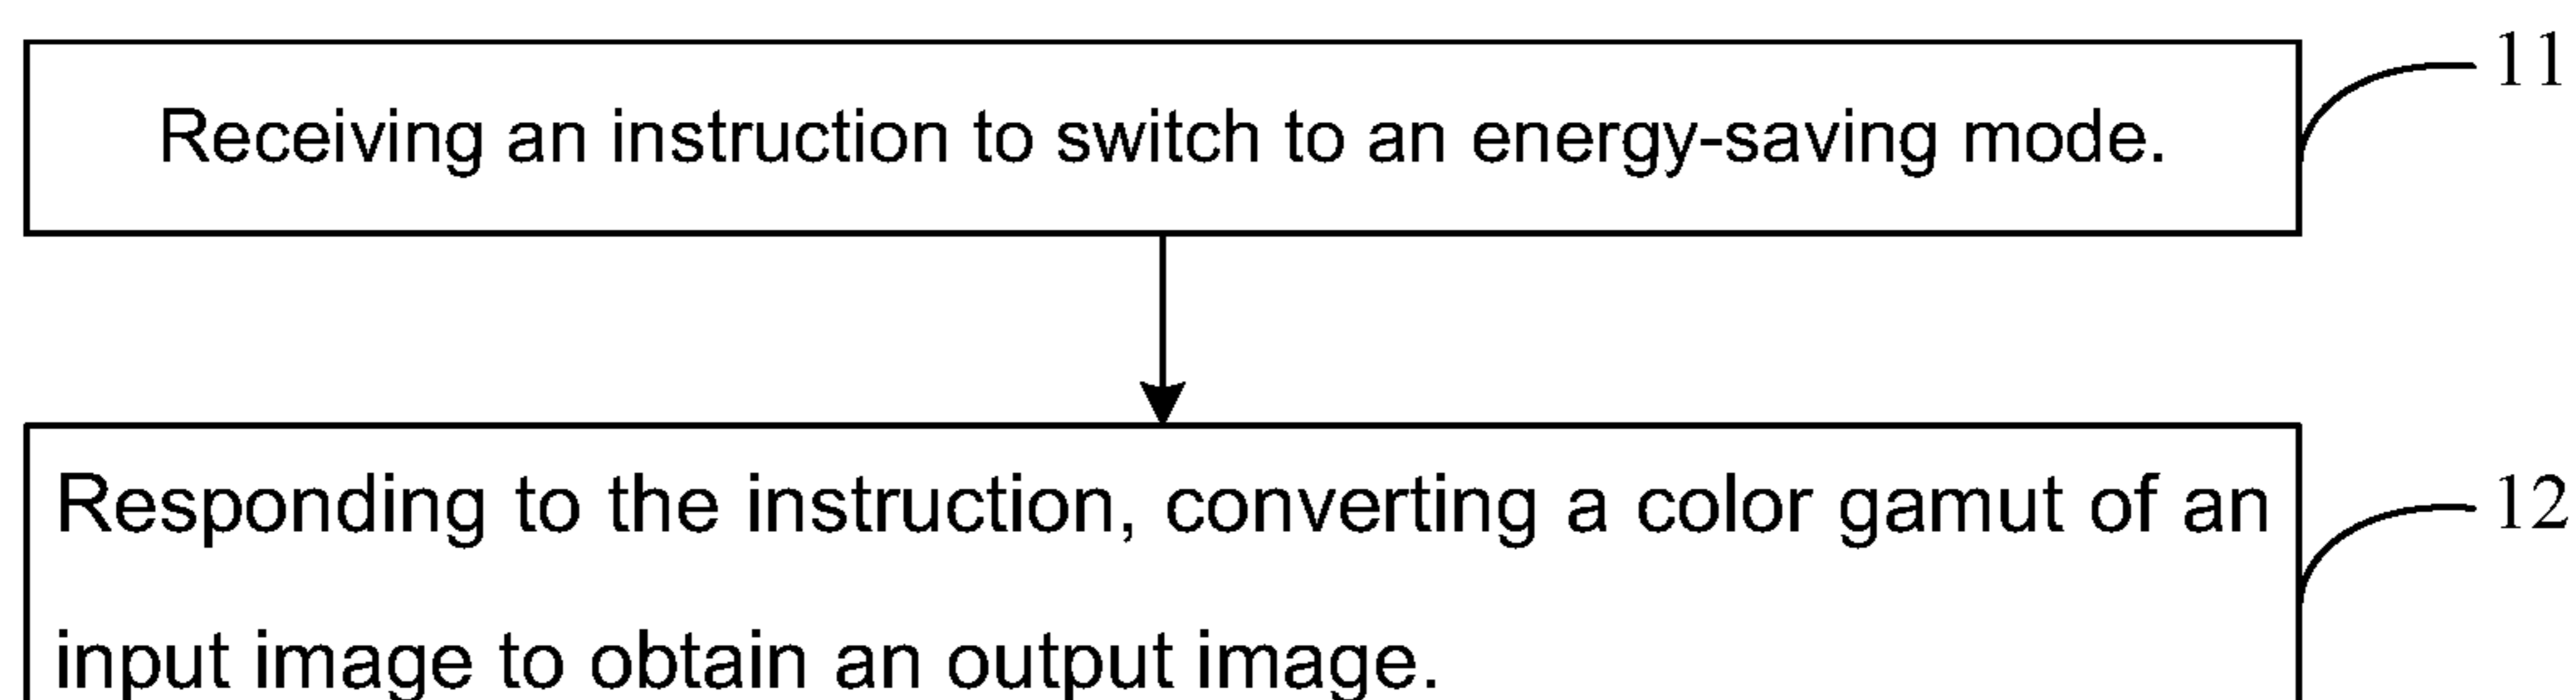 11
Receiving an instruction to switch to an energy-saving mode.
12
Responding to the instruction, converting a color gamut of an
input image to obtain an output image.